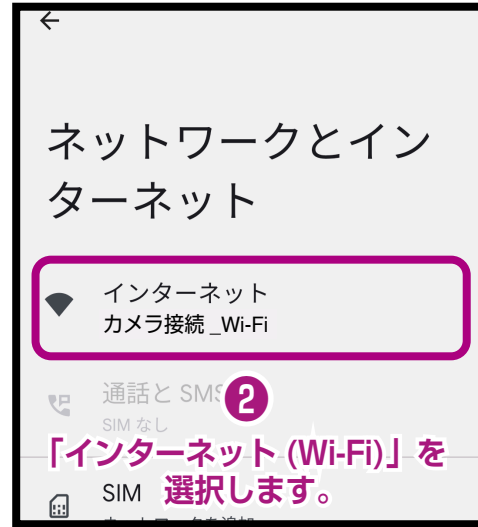 ネットワークとイン
ターネット
インターネット
カメラ接続 _Wi-Fi
通話と SMS
SIM なし
❷
「インターネット (Wi-Fi)」を
選択します。
SIM